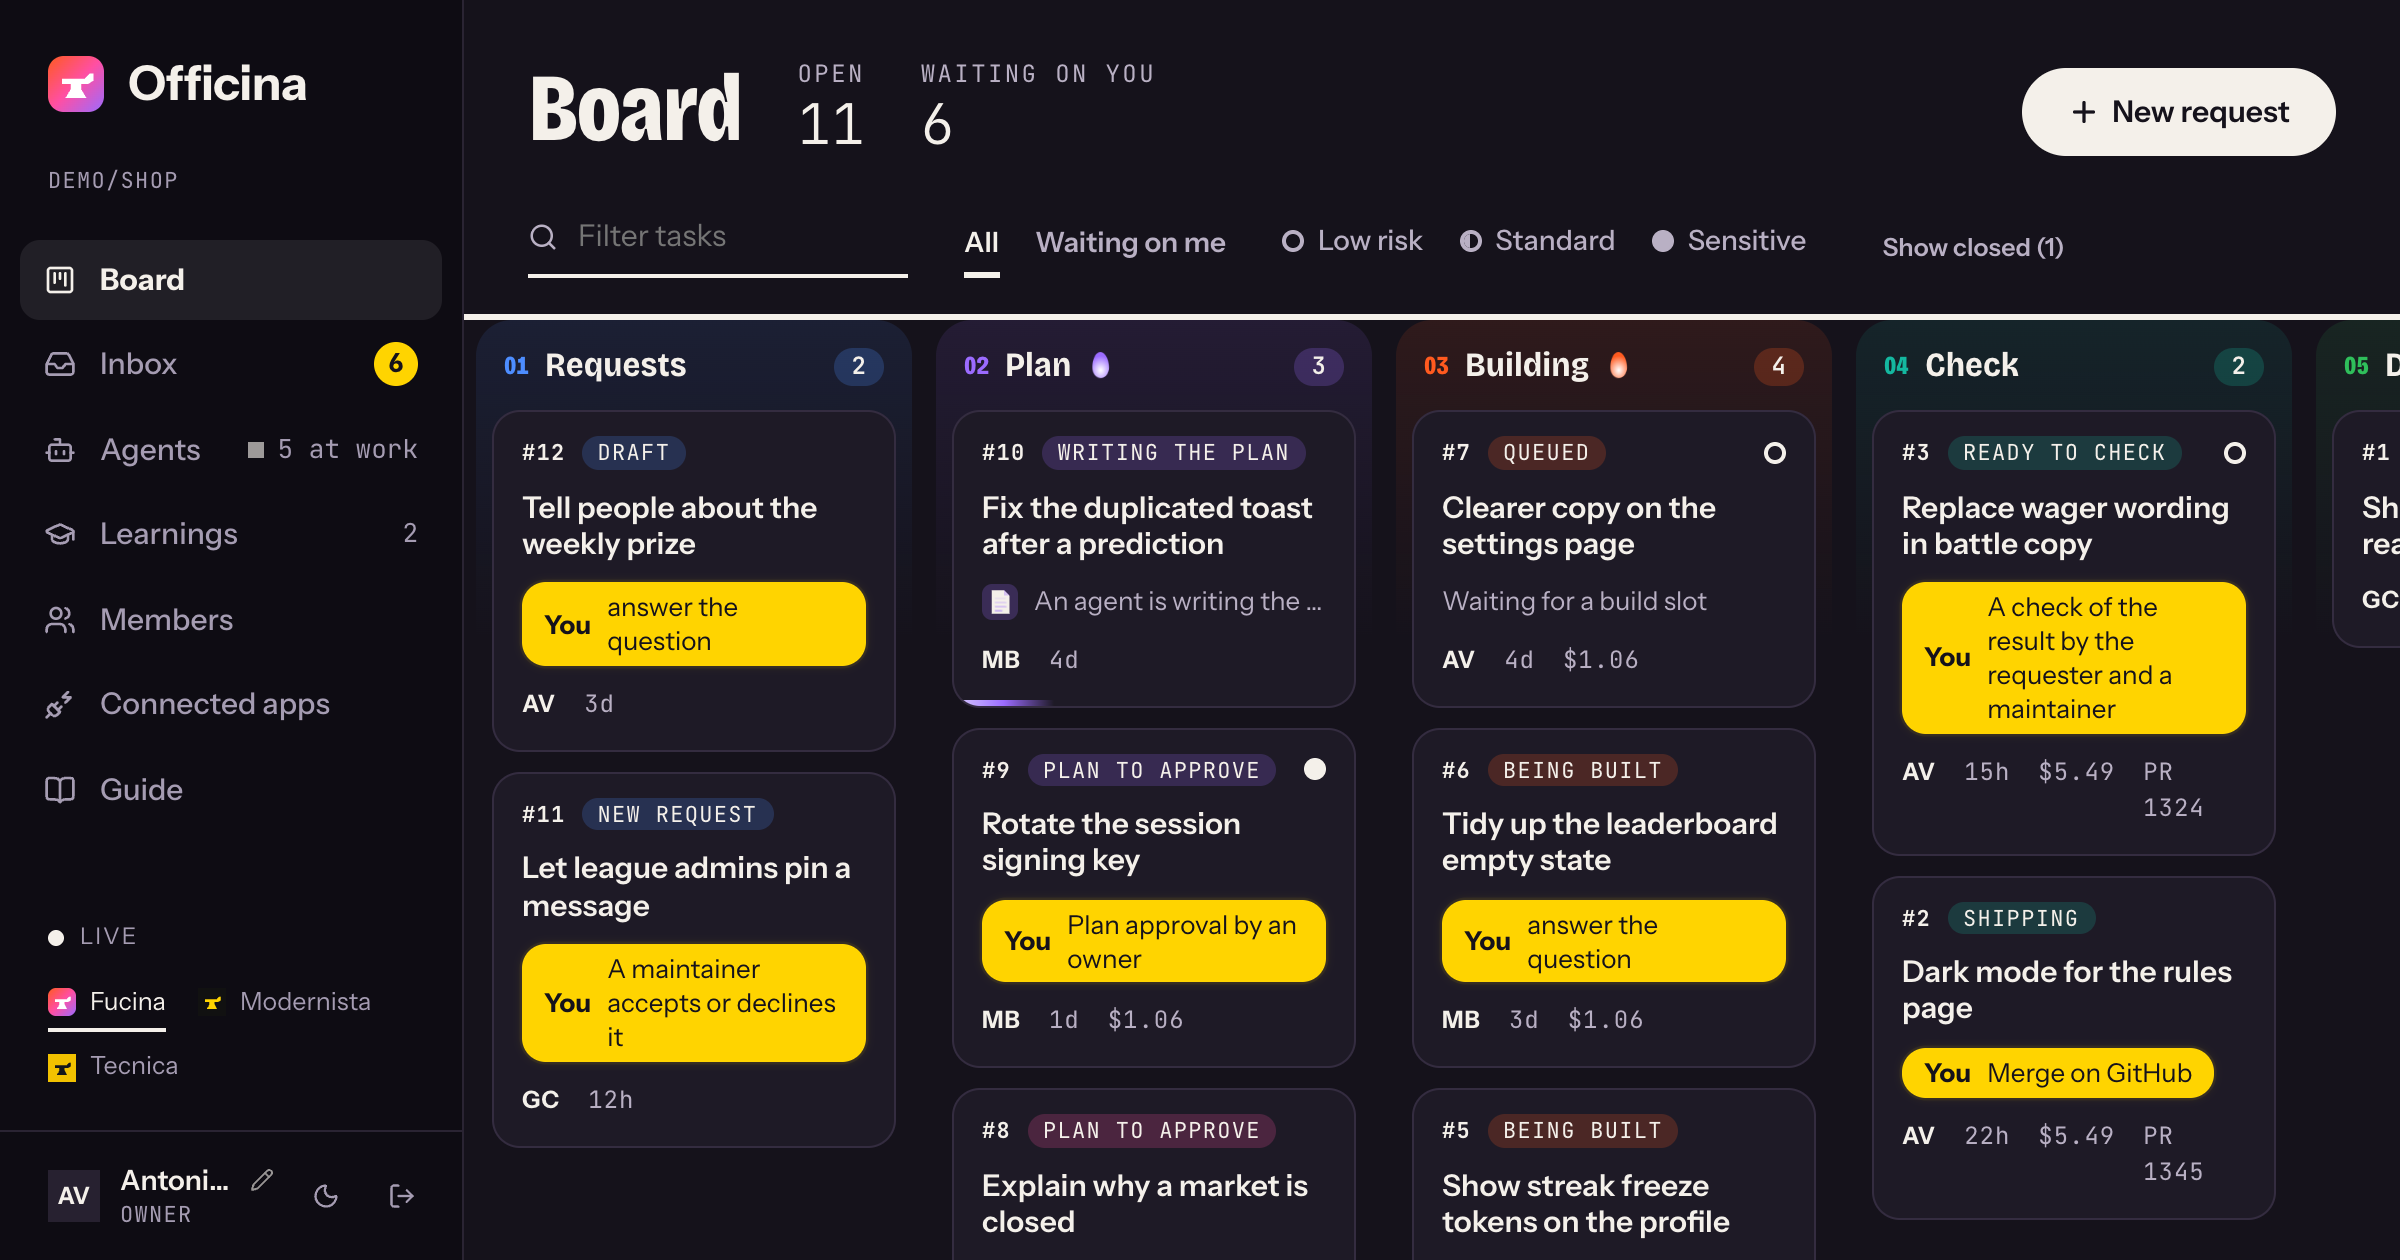 Officina
DEMO/SHOP
Board
Inbox
6
Agents
5 at work
Learnings
2
Members
Connected apps
Guide
LIVE
Fucina
Modernista
Tecnica
AV
Antoni...
OWNER
Board
OPEN
11
WAITING ON YOU
6
+ New request
Filter tasks
All
Waiting on me
Low risk
Standard
Sensitive
Show closed (1)
01 Requests
2
#12 DRAFT
Tell people about the
weekly prize
You answer the
question
AV 3d
#11 NEW REQUEST
Let league admins pin a
message
You A maintainer
accepts or declines
it
GC 12h
02 Plan
3
#10 WRITING THE PLAN
Fix the duplicated toast
after a prediction
An agent is writing the ...
MB 4d
#9 PLAN TO APPROVE
Rotate the session
signing key
You Plan approval by an
owner
MB 1d $1.06
#8 PLAN TO APPROVE
Explain why a market is
closed
03 Building
4
#7 QUEUED
Clearer copy on the
settings page
Waiting for a build slot
AV 4d $1.06
#6 BEING BUILT
Tidy up the leaderboard
empty state
You answer the
question
MB 3d $1.06
#5 BEING BUILT
Show streak freeze
tokens on the profile
04 Check
2
#3 READY TO CHECK
Replace wager wording
in battle copy
You A check of the
result by the
requester and a
maintainer
AV 15h $5.49 PR
1324
#2 SHIPPING
Dark mode for the rules
page
You Merge on GitHub
AV 22h $5.49 PR
1345
05
#1
GC